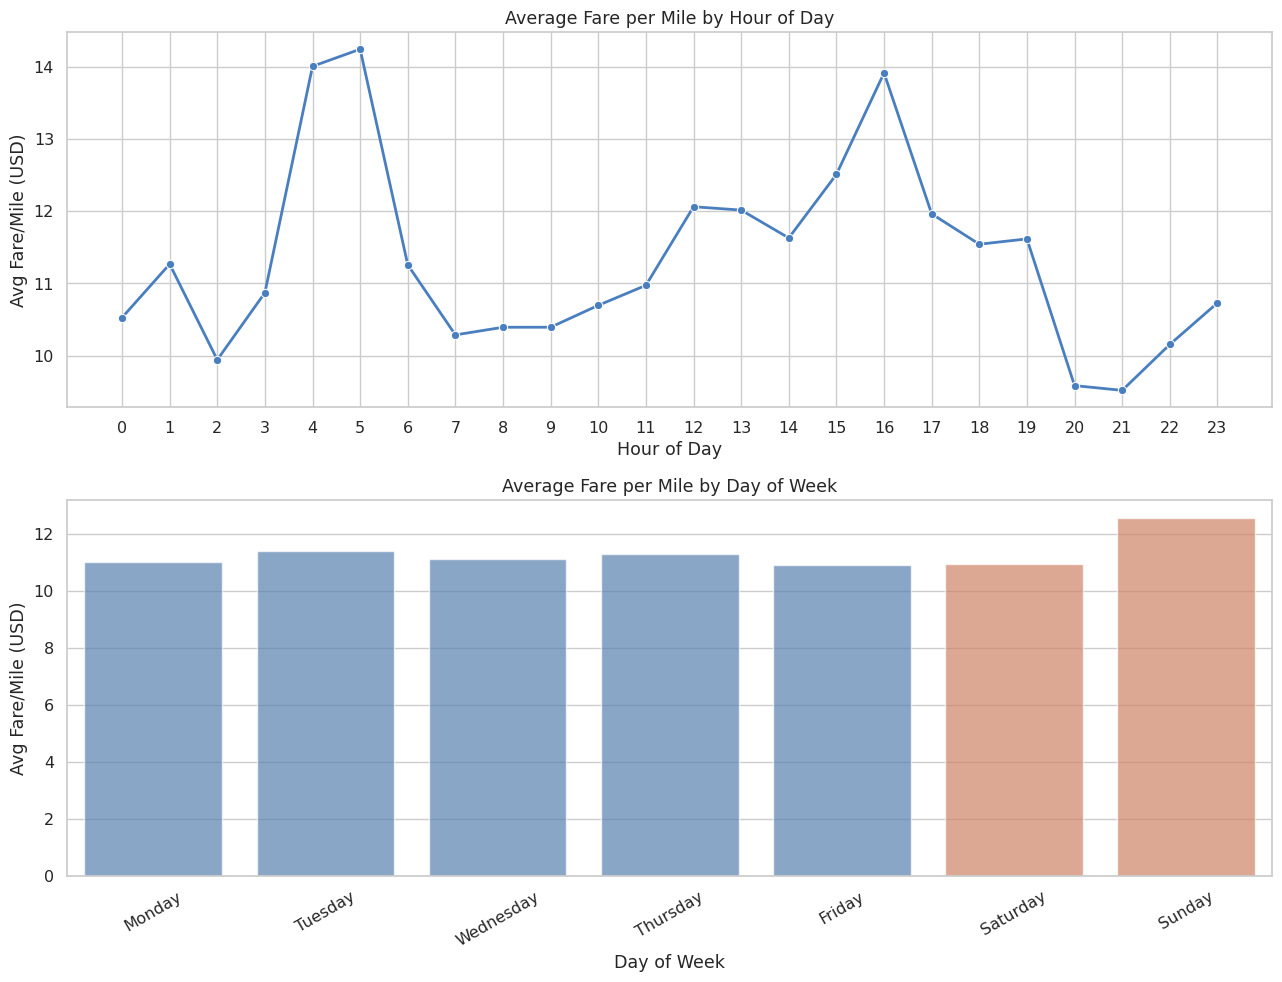 Average Fare per Mile by Hour of Day
Avg Fare/Mile (USD)
14
13
12
11
10
0 1 2 3 4 5 6 7 8 9 10 11 12 13 14 15 16 17 18 19 20 21 22 23
Hour of Day
Average Fare per Mile by Day of Week
Avg Fare/Mile (USD)
12
10
8
6
4
2
0
Monday Tuesday Wednesday Thursday Friday Saturday Sunday
Day of Week